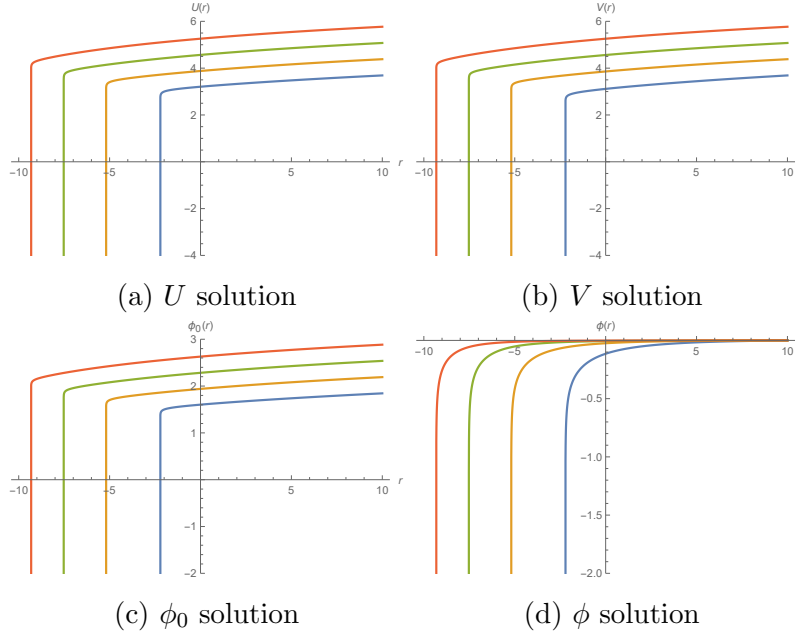 U(r)
6
4
2
-10
-5
5
10
r
-2
-4
(a) U solution
V(r)
6
4
2
-10
-5
5
10
r
-2
-4
(b) V solution
ϕ₀(r)
3
2
1
-10
-5
5
10
r
-1
-2
(c) ϕ₀ solution
ϕ(r)
-10
-5
5
10
r
-0.5
-1.0
-1.5
-2.0
(d) ϕ solution